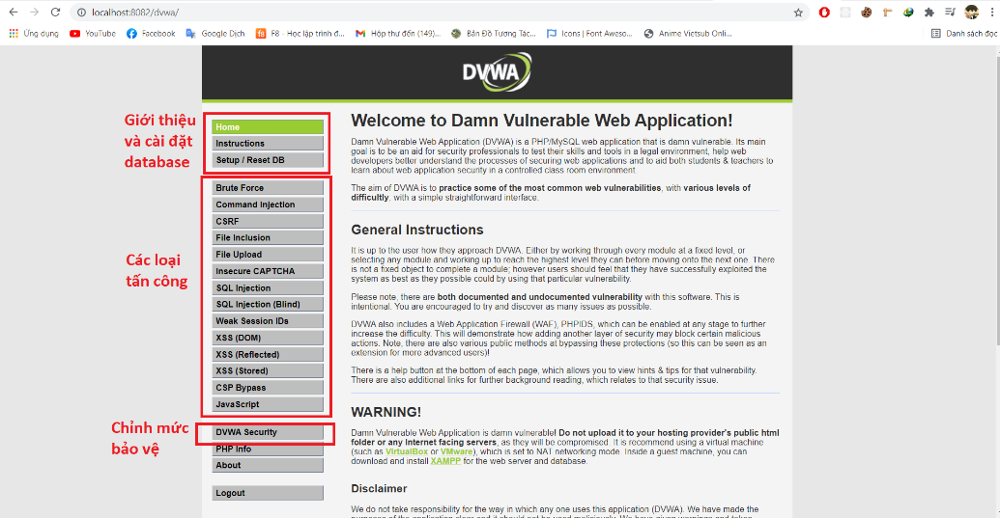 localhost:8082/dvwa/
Ứng dụng
YouTube
Facebook
Google Dịch
F8 - Học lập trình đ...
Hộp thư đến (149)...
Bản Đồ Tương Tác...
Icons | Font Aweso...
Anime Vietsub Onli...
Danh sách đọc
DVWA
Giới thiệu
và cài đặt
database
Home
Instructions
Setup / Reset DB
Các loại
tấn công
Brute Force
Command Injection
CSRF
File Inclusion
File Upload
Insecure CAPTCHA
SQL Injection
SQL Injection (Blind)
Weak Session IDs
XSS (DOM)
XSS (Reflected)
XSS (Stored)
CSP Bypass
JavaScript
Chỉnh mức
bảo vệ
DVWA Security
PHP Info
About
Logout
Welcome to Damn Vulnerable Web Application!
Damn Vulnerable Web Application (DVWA) is a PHP/MySQL web application that is damn vulnerable. Its main
goal is to be an aid for security professionals to test their skills and tools in a legal environment, help web
developers better understand the processes of securing web applications and to aid both students & teachers to
learn about web application security in a controlled class room environment.
The aim of DVWA is to practice some of the most common web vulnerabilities, with various levels of
difficultly, with a simple straightforward interface.
General Instructions
It is up to the user how they approach DVWA. Either by working through every module at a fixed level, or
selecting any module and working up to reach the highest level they can before moving onto the next one. There
is not a fixed object to complete a module; however users should feel that they have successfully exploited the
system as best as they possible could by using that particular vulnerability.
Please note, there are both documented and undocumented vulnerability with this software. This is
intentional. You are encouraged to try and discover as many issues as possible.
DVWA also includes a Web Application Firewall (WAF), PHPIDS, which can be enabled at any stage to further
increase the difficulty. This will demonstrate how adding another layer of security may block certain malicious
actions. Note, there are also various public methods at bypassing these protections (so this can be seen as an
extension for more advanced users)!
There is a help button at the bottom of each page, which allows you to view hints & tips for that vulnerability.
There are also additional links for further background reading, which relates to that security issue.
WARNING!
Damn Vulnerable Web Application is damn vulnerable! Do not upload it to your hosting provider's public html
folder or any Internet facing servers, as they will be compromised. It is recommend using a virtual machine
(such as VirtualBox or VMware), which is set to NAT networking mode. Inside a guest machine, you can
download and install XAMPP for the web server and database.
Disclaimer
We do not take responsibility for the way in which any one uses this application (DVWA). We have made the